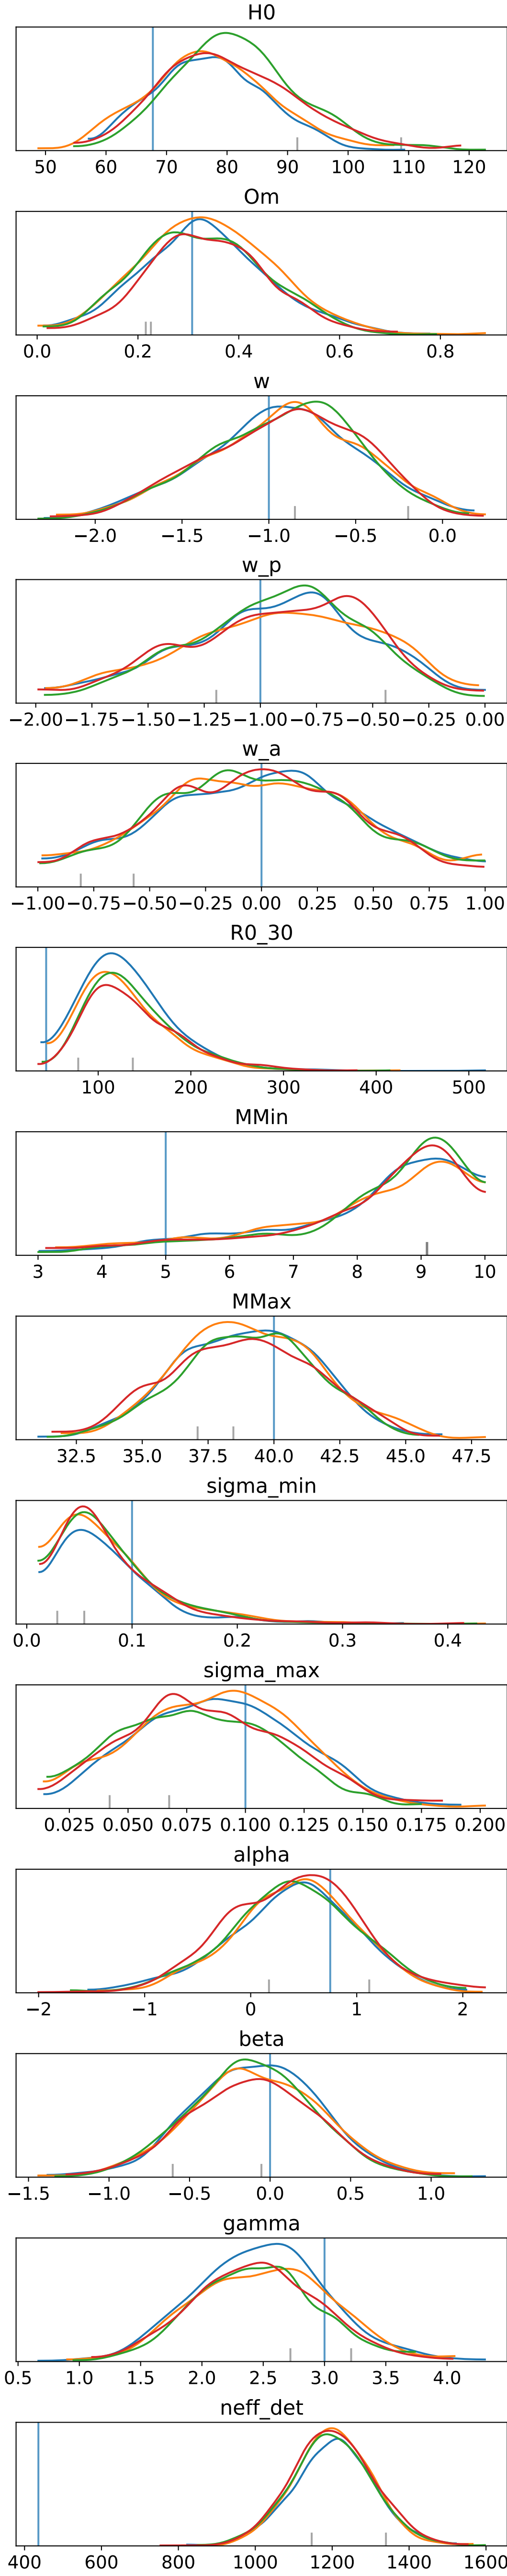 H0
50 60 70 80 90 100 110 120
Om
0.0 0.2 0.4 0.6 0.8
w
−2.0 −1.5 −1.0 −0.5 0.0
w_p
−2.00 −1.75 −1.50 −1.25 −1.00 −0.75 −0.50 −0.25 0.00
w_a
−1.00 −0.75 −0.50 −0.25 0.00 0.25 0.50 0.75 1.00
R0_30
100 200 300 400 500
MMin
3 4 5 6 7 8 9 10
MMax
32.5 35.0 37.5 40.0 42.5 45.0 47.5
sigma_min
0.0 0.1 0.2 0.3 0.4
sigma_max
0.025 0.050 0.075 0.100 0.125 0.150 0.175 0.200
alpha
−2 −1 0 1 2
beta
−1.5 −1.0 −0.5 0.0 0.5 1.0
gamma
0.5 1.0 1.5 2.0 2.5 3.0 3.5 4.0
neff_det
400 600 800 1000 1200 1400 1600